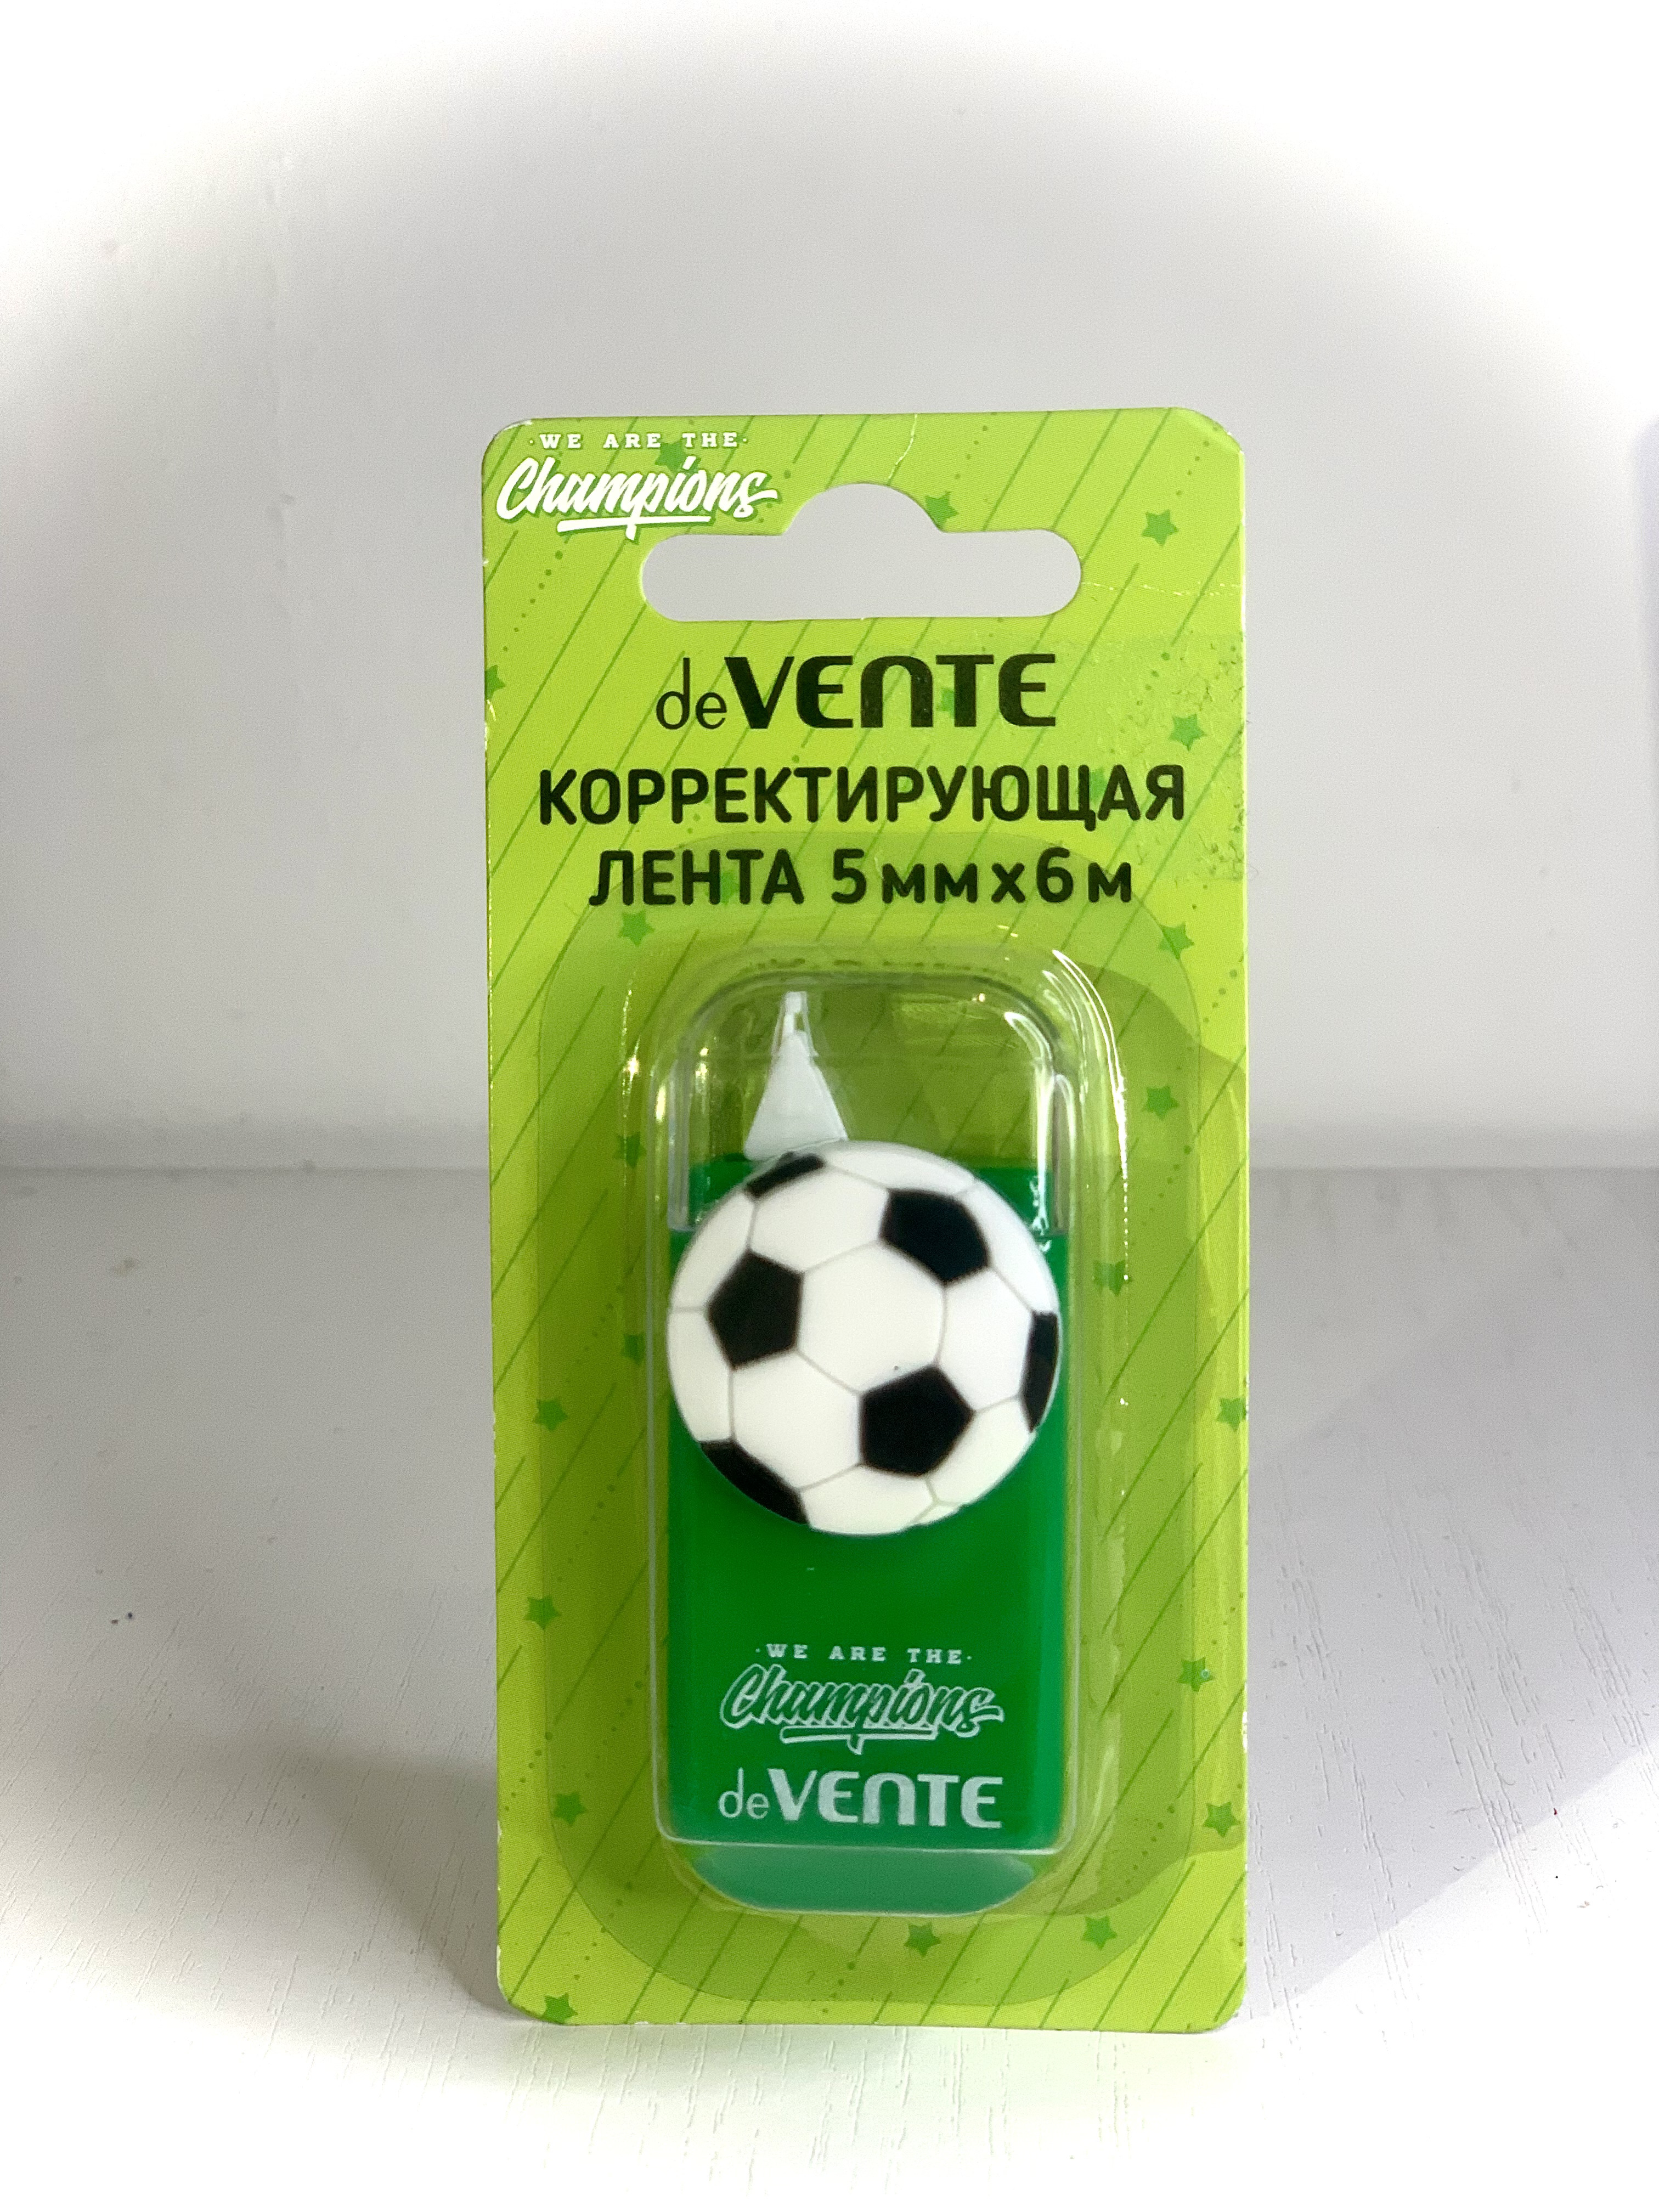 ·WE ARE THE·
Champions
deVENTE
КОРРЕКТИРУЮЩАЯ
ЛЕНТА 5 мм х 6 м
·WE ARE THE·
Champions
deVENTE